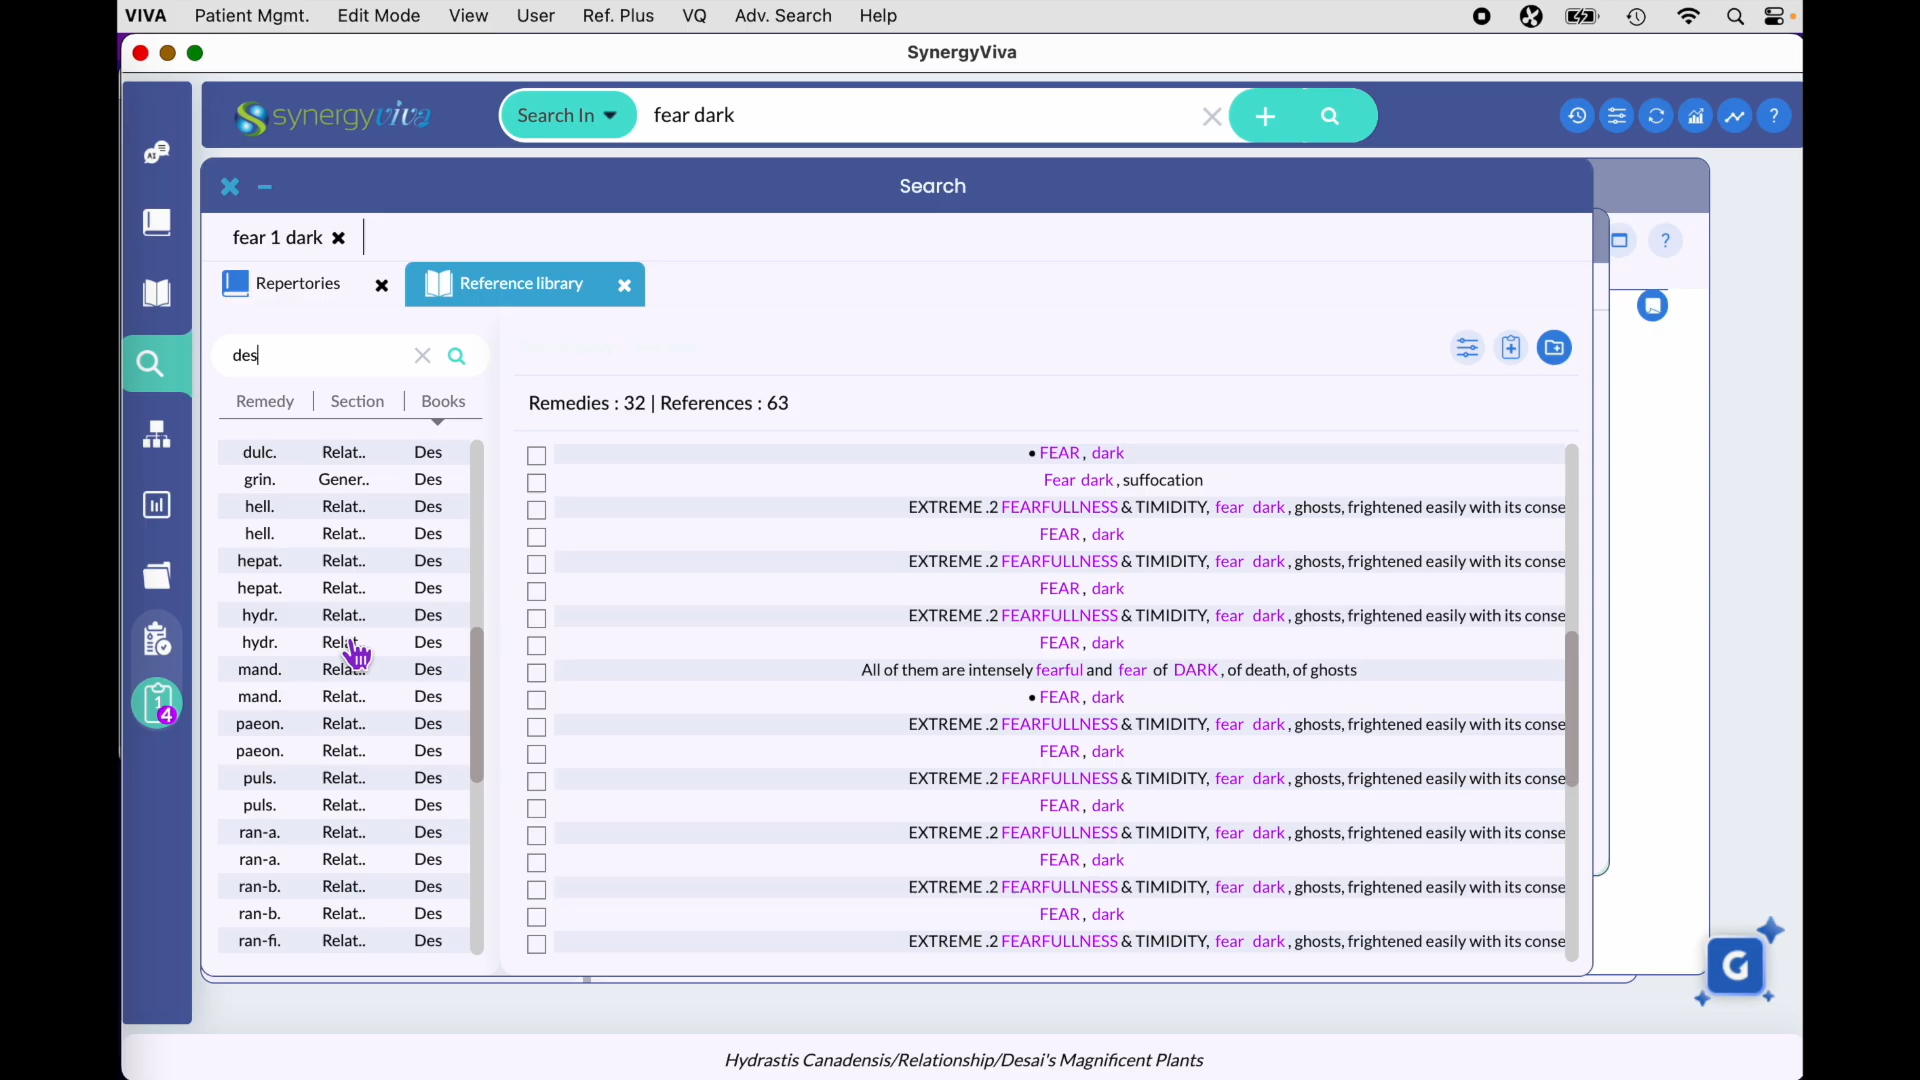 VIVA Patient Mgmt. Edit Mode View User Ref. Plus VQ Adv. Search Help
SynergyViva
synergyviva Search In fear dark + ?
AI
Search
fear 1 dark
?
Repertories Reference library
des
Remedy Section Books
Remedies : 32 | References : 63
dulc. Relat.. Des • FEAR, dark
grin. Gener.. Des Fear dark, suffocation
hell. Relat.. Des EXTREME .2 FEARFULLNESS & TIMIDITY, fear dark, ghosts, frightened easily with its conse
hell. Relat.. Des FEAR, dark
hepat. Relat.. Des EXTREME .2 FEARFULLNESS & TIMIDITY, fear dark, ghosts, frightened easily with its conse
hepat. Relat.. Des FEAR, dark
hydr. Relat.. Des EXTREME .2 FEARFULLNESS & TIMIDITY, fear dark, ghosts, frightened easily with its conse
hydr. Relat.. Des FEAR, dark
mand. Relat.. Des All of them are intensely fearful and fear of DARK, of death, of ghosts
mand. Relat.. Des • FEAR, dark
paeon. Relat.. Des EXTREME .2 FEARFULLNESS & TIMIDITY, fear dark, ghosts, frightened easily with its conse
paeon. Relat.. Des FEAR, dark
puls. Relat.. Des EXTREME .2 FEARFULLNESS & TIMIDITY, fear dark, ghosts, frightened easily with its conse
puls. Relat.. Des FEAR, dark
ran-a. Relat.. Des EXTREME .2 FEARFULLNESS & TIMIDITY, fear dark, ghosts, frightened easily with its conse
ran-a. Relat.. Des FEAR, dark
ran-b. Relat.. Des EXTREME .2 FEARFULLNESS & TIMIDITY, fear dark, ghosts, frightened easily with its conse
ran-b. Relat.. Des FEAR, dark
ran-fi. Relat.. Des EXTREME .2 FEARFULLNESS & TIMIDITY, fear dark, ghosts, frightened easily with its conse
1
4
G
Hydrastis Canadensis/Relationship/Desai's Magnificent Plants